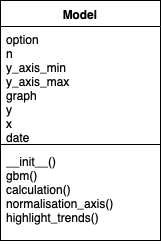 Model
option
n
y_axis_min
y_axis_max
graph
y
x
date
__init__()
gbm()
calculation()
normalisation_axis()
highlight_trends()